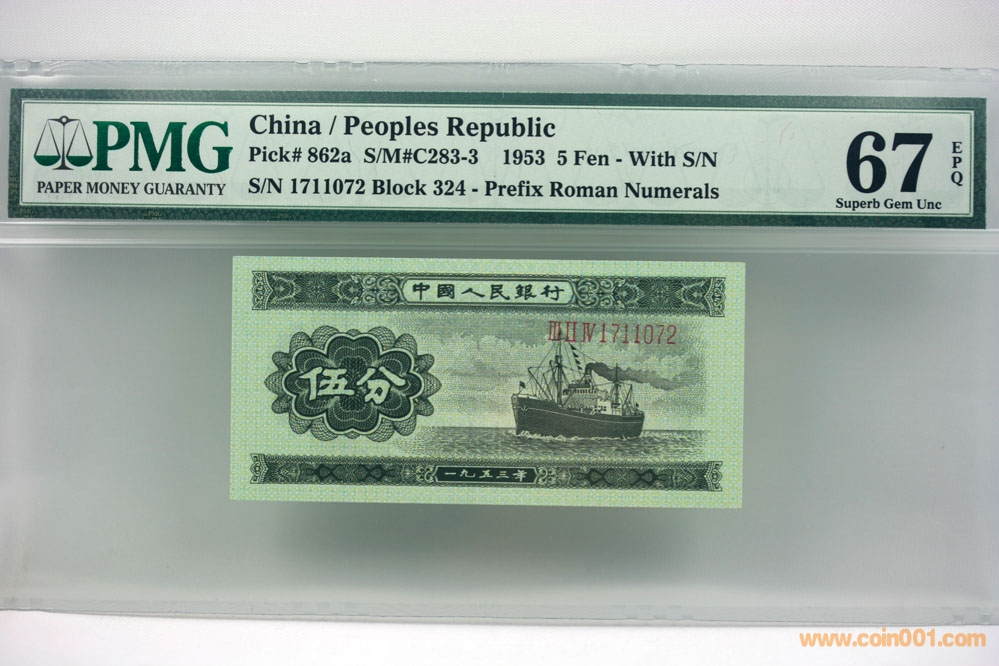 PMG
PAPER MONEY GUARANTY
China / Peoples Republic
Pick# 862a S/M#C283-3 1953 5 Fen - With S/N
S/N 1711072 Block 324 - Prefix Roman Numerals
67
EPQ
Superb Gem Unc
中國人民銀行
ⅢⅡⅣ1711072
伍分
一九五三年
www.coin001.com